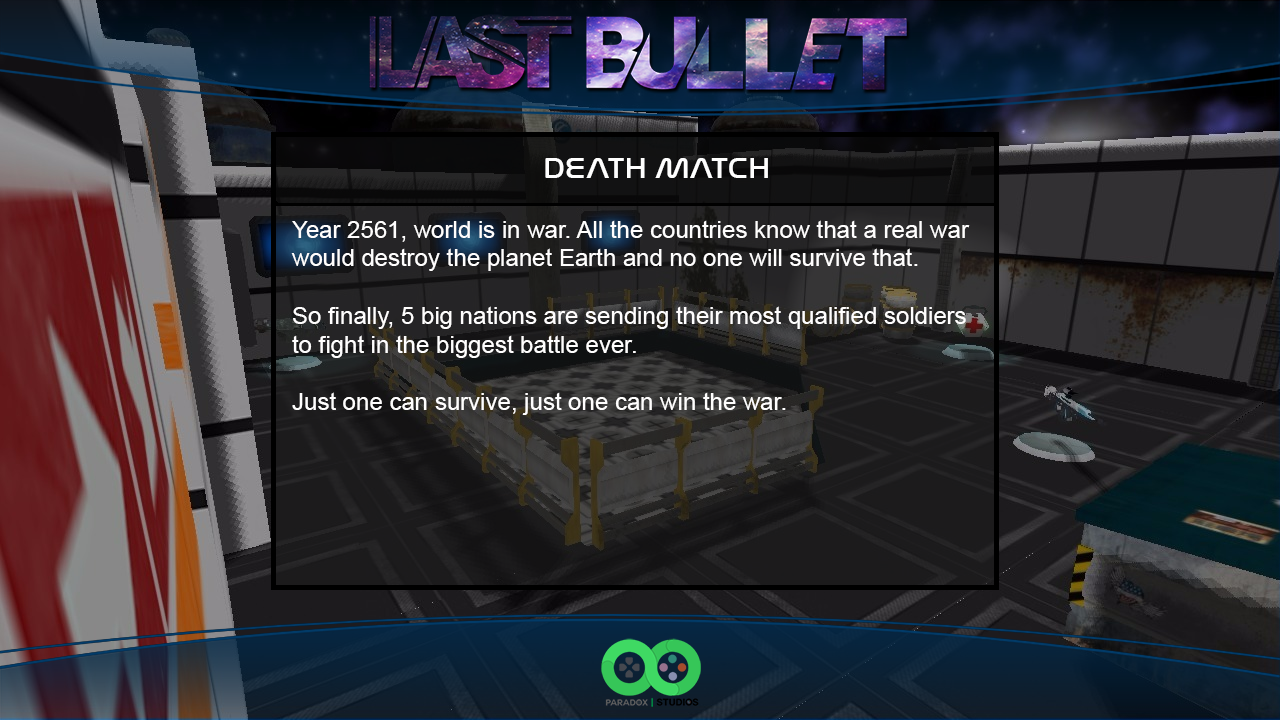 LAST BULLET
DEATH MATCH
Year 2561, world is in war. All the countries know that a real war
would destroy the planet Earth and no one will survive that.
So finally, 5 big nations are sending their most qualified soldiers
to fight in the biggest battle ever.
Just one can survive, just one can win the war.
PARADOX | STUDIOS